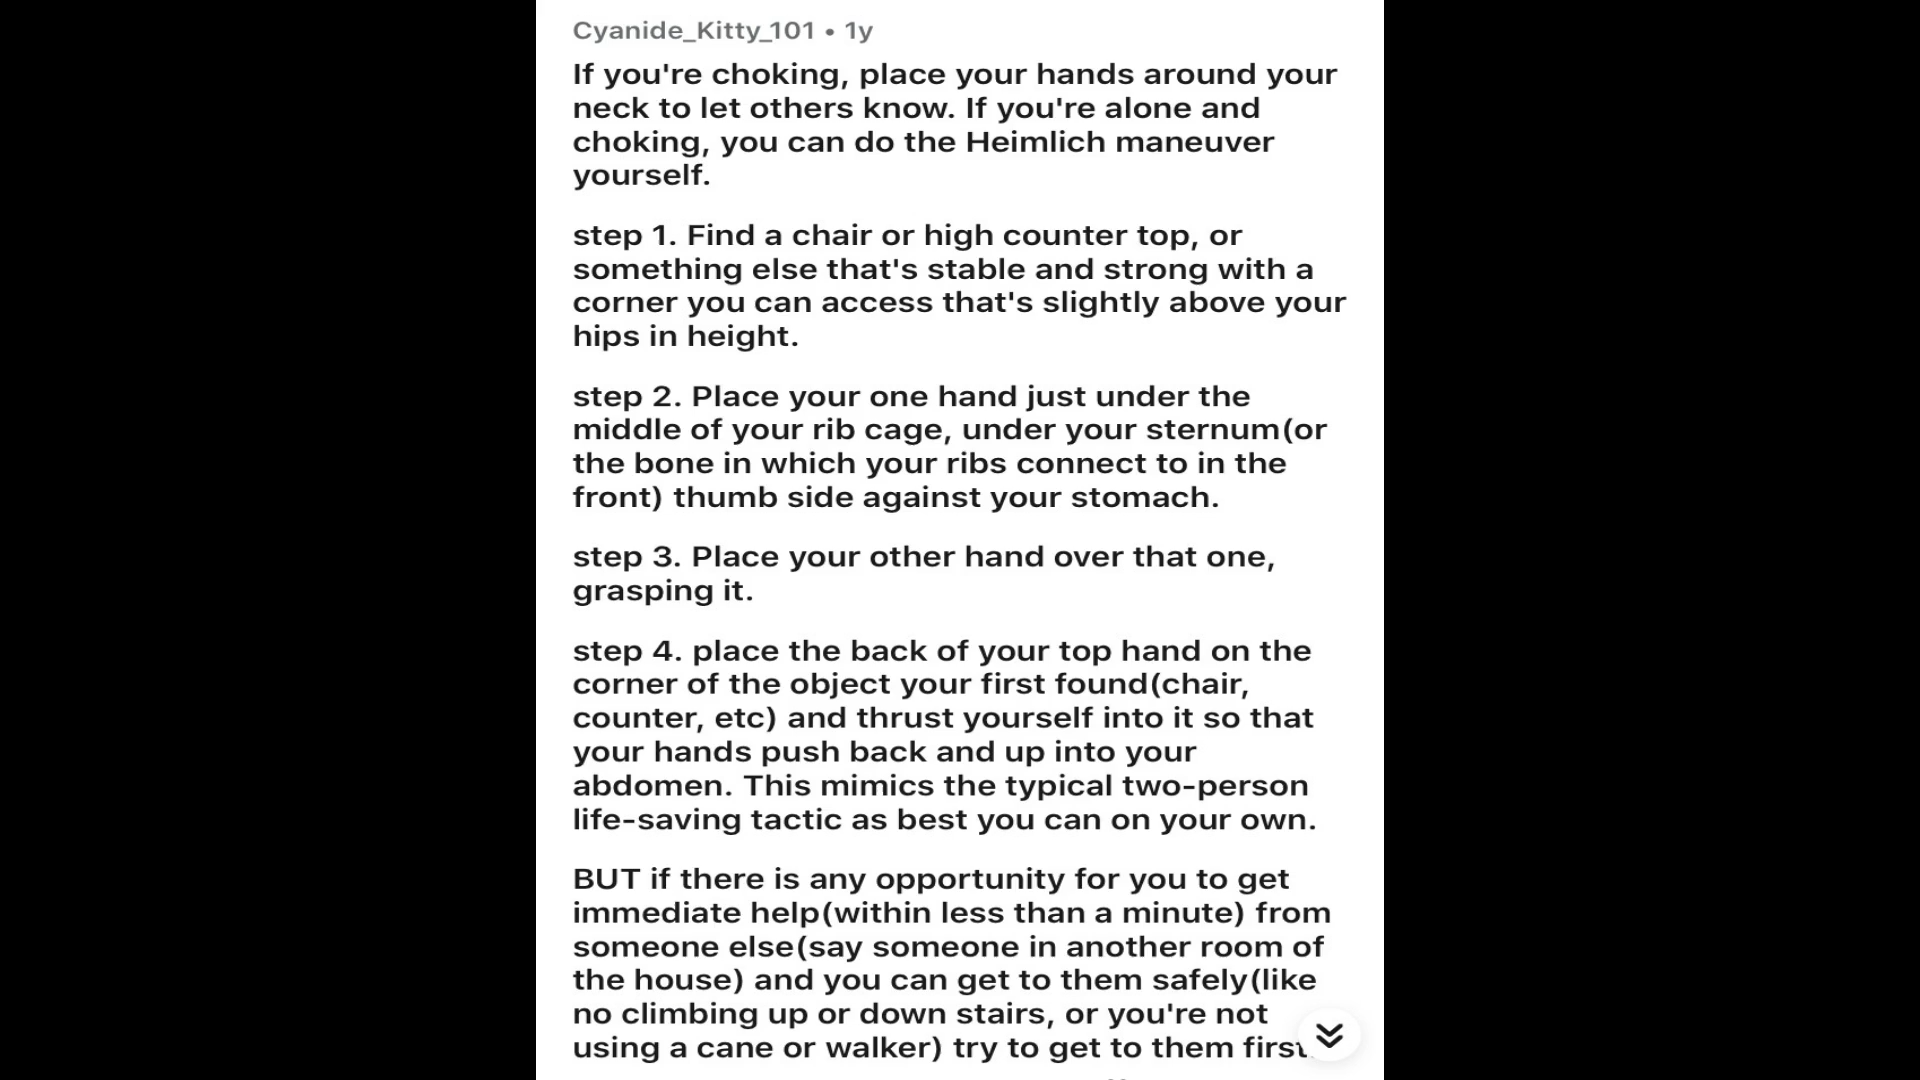 Cyanide_Kitty_101 • 1y
If you're choking, place your hands around your
neck to let others know. If you're alone and
choking, you can do the Heimlich maneuver
yourself.
step 1. Find a chair or high counter top, or
something else that's stable and strong with a
corner you can access that's slightly above your
hips in height.
step 2. Place your one hand just under the
middle of your rib cage, under your sternum(or
the bone in which your ribs connect to in the
front) thumb side against your stomach.
step 3. Place your other hand over that one,
grasping it.
step 4. place the back of your top hand on the
corner of the object your first found(chair,
counter, etc) and thrust yourself into it so that
your hands push back and up into your
abdomen. This mimics the typical two-person
life-saving tactic as best you can on your own.
BUT if there is any opportunity for you to get
immediate help(within less than a minute) from
someone else(say someone in another room of
the house) and you can get to them safely(like
no climbing up or down stairs, or you're not
using a cane or walker) try to get to them first.